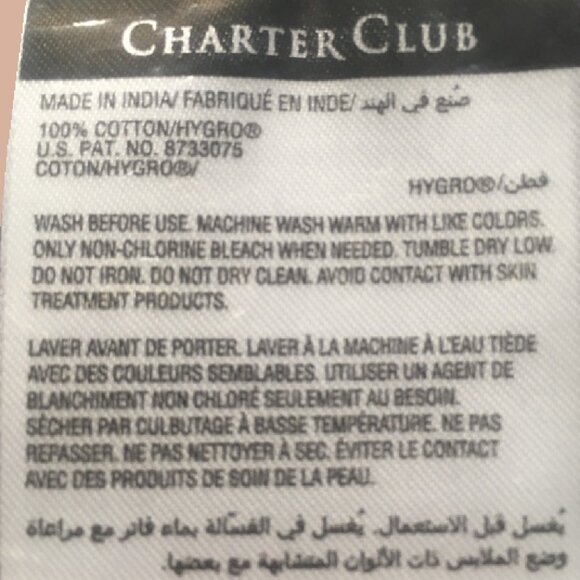 CHARTER CLUB
MADE IN INDIA/ FABRIQUÉ EN INDE/ صُنع في الهند
100% COTTON/HYGRO®
U.S. PAT. NO. 8733075
COTON/HYGRO®/
HYGRO®/قطن
WASH BEFORE USE. MACHINE WASH WARM WITH LIKE COLORS.
ONLY NON-CHLORINE BLEACH WHEN NEEDED. TUMBLE DRY LOW.
DO NOT IRON. DO NOT DRY CLEAN. AVOID CONTACT WITH SKIN
TREATMENT PRODUCTS.
LAVER AVANT DE PORTER. LAVER À LA MACHINE À L'EAU TIÈDE
AVEC DES COULEURS SEMBLABLES. UTILISER UN AGENT DE
BLANCHIMENT NON CHLORÉ SEULEMENT AU BESOIN.
SÉCHER PAR CULBUTAGE À BASSE TEMPÉRATURE. NE PAS
REPASSER. NE PAS NETTOYER À SEC. ÉVITER LE CONTACT
AVEC DES PRODUITS DE SOIN DE LA PEAU.
يُغسل قبل الاستعمال. يُغسل في الغسّالة بماء فاتر مع مراعاة
وضع الملابس ذات الألوان المتشابهة مع بعضها.